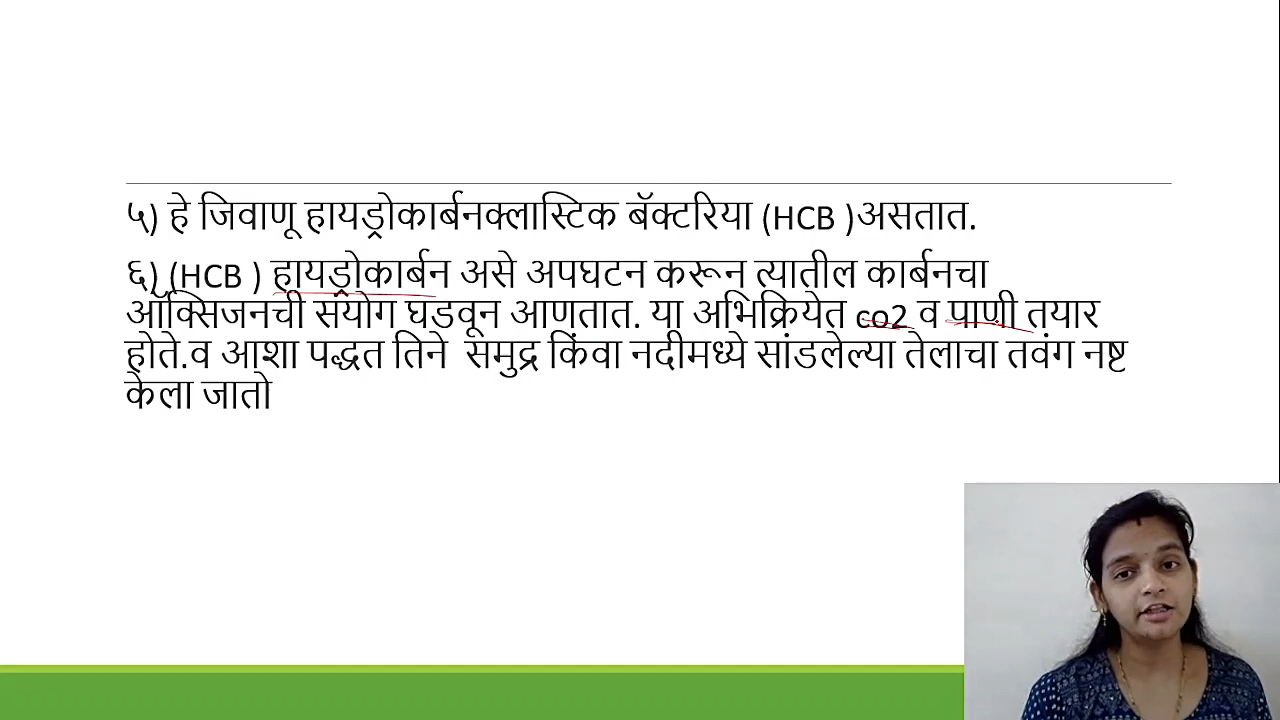 ५) हे जिवाणू हायड्रोकार्बनक्लास्टिक बॅक्टरिया (HCB )असतात.
६) (HCB ) हायड्रोकार्बन असे अपघटन करून त्यातील कार्बनचा
ऑक्सिजनची संयोग घडवून आणतात. या अभिक्रियेत co2 व पाणी तयार
होते.व आशा पद्धत तिने समुद्र किंवा नदीमध्ये सांडलेल्या तेलाचा तवंग नष्ट
केला जातो